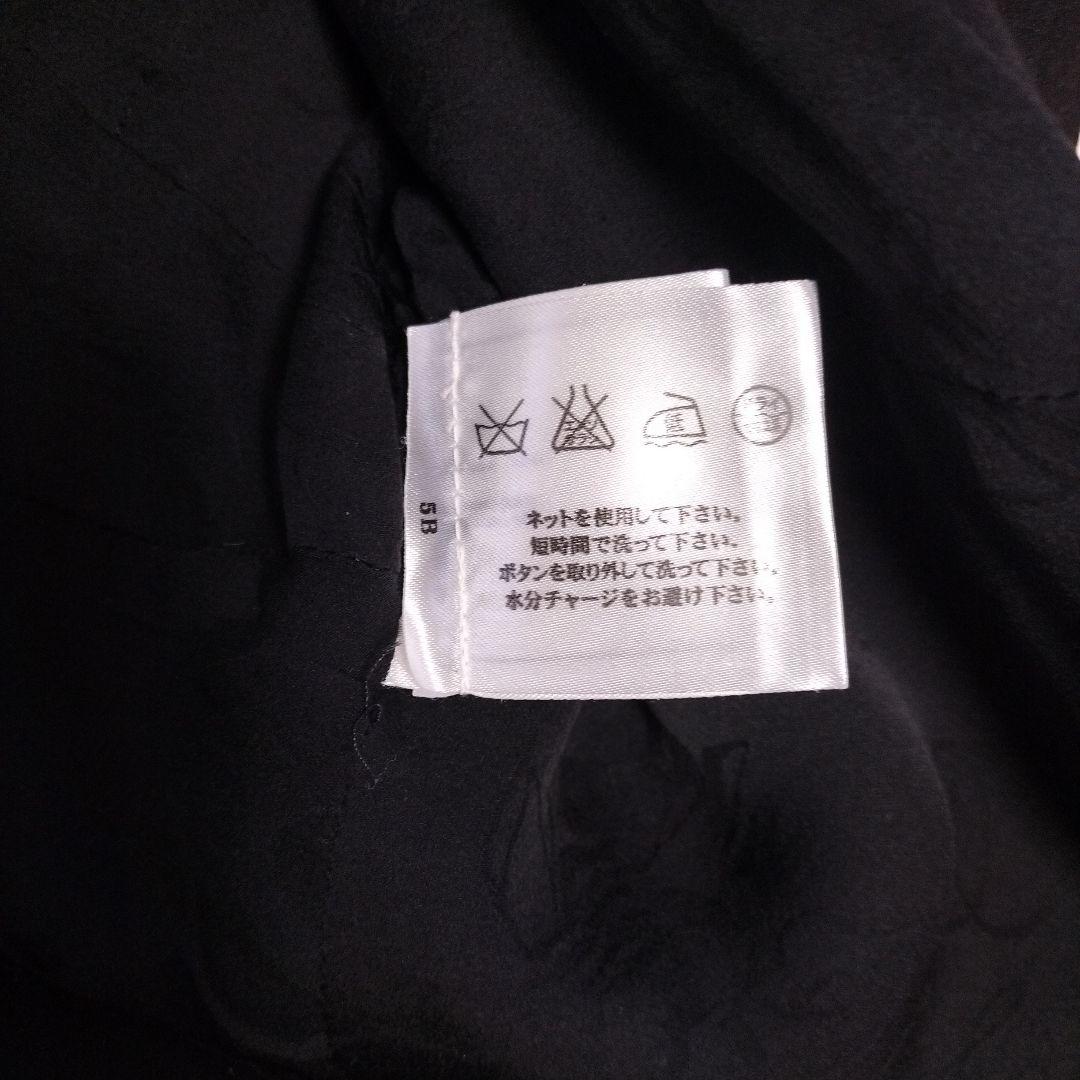 ネットを使用して下さい。
短時間で洗って下さい。
ボタンを取り外して洗って下さい。
水分チャージをお避け下さい。
5B